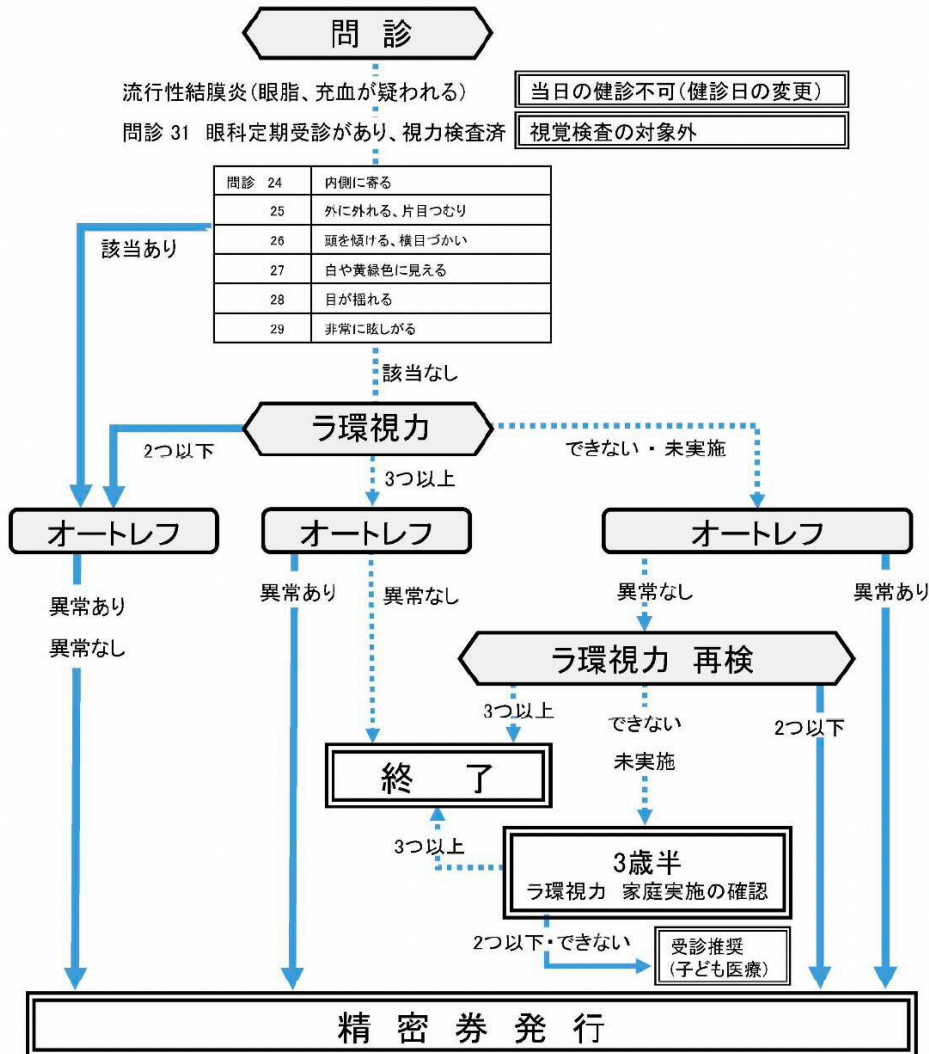 問 診
流行性結膜炎(眼脂、充血が疑われる)
当日の健診不可(健診日の変更)
問診 31 眼科定期受診があり、視力検査済
視覚検査の対象外
問診 24 内側に寄る
25 外に外れる、片目つむり
26 頭を傾ける、横目づかい
27 白や黄緑色に見える
28 目が揺れる
29 非常に眩しがる
該当あり
該当なし
ラ環視力
2つ以下
3つ以上
できない ・ 未実施
オートレフ
オートレフ
オートレフ
異常あり
異常なし
異常あり
異常なし
異常なし
異常あり
ラ環視力 再検
3つ以上
できない
未実施
2つ以下
終 了
3つ以上
3歳半
ラ環視力 家庭実施の確認
2つ以下・できない
受診推奨
(子ども医療)
精 密 券 発 行